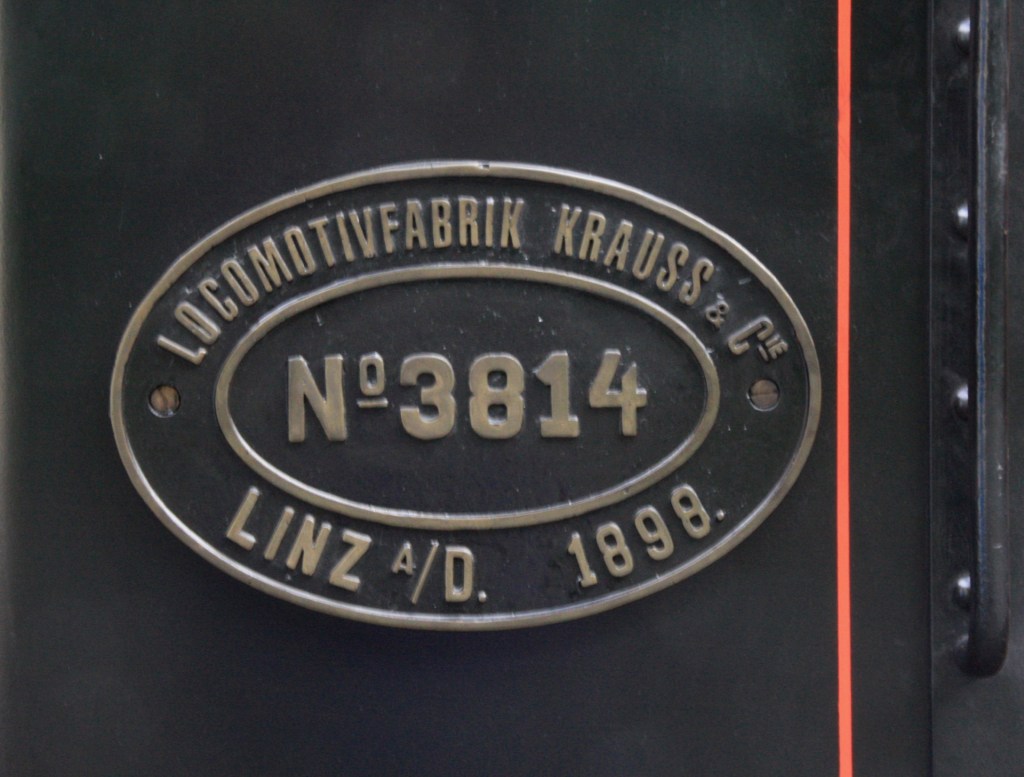 LOCOMOTIVFABRIK KRAUSS & Cᴵᴱ
Nº 3814
LINZ A/D. 1898.